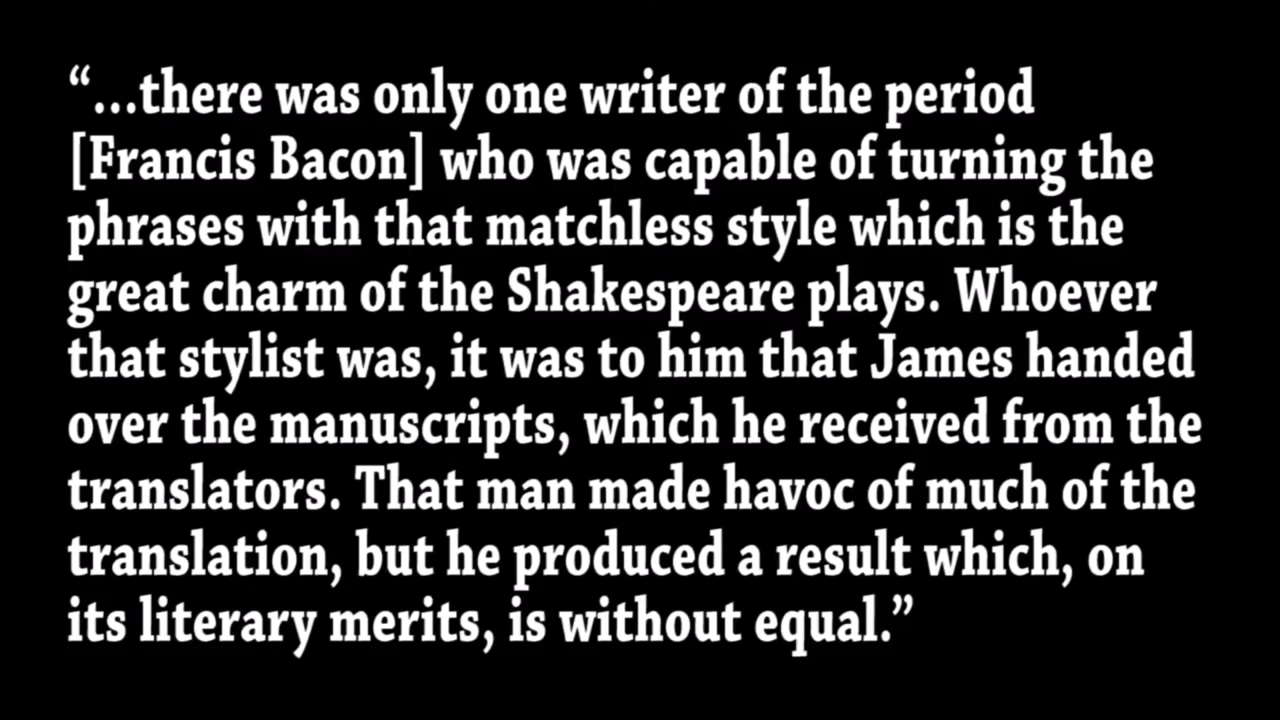 “...there was only one writer of the period
[Francis Bacon] who was capable of turning the
phrases with that matchless style which is the
great charm of the Shakespeare plays. Whoever
that stylist was, it was to him that James handed
over the manuscripts, which he received from the
translators. That man made havoc of much of the
translation, but he produced a result which, on
its literary merits, is without equal.”